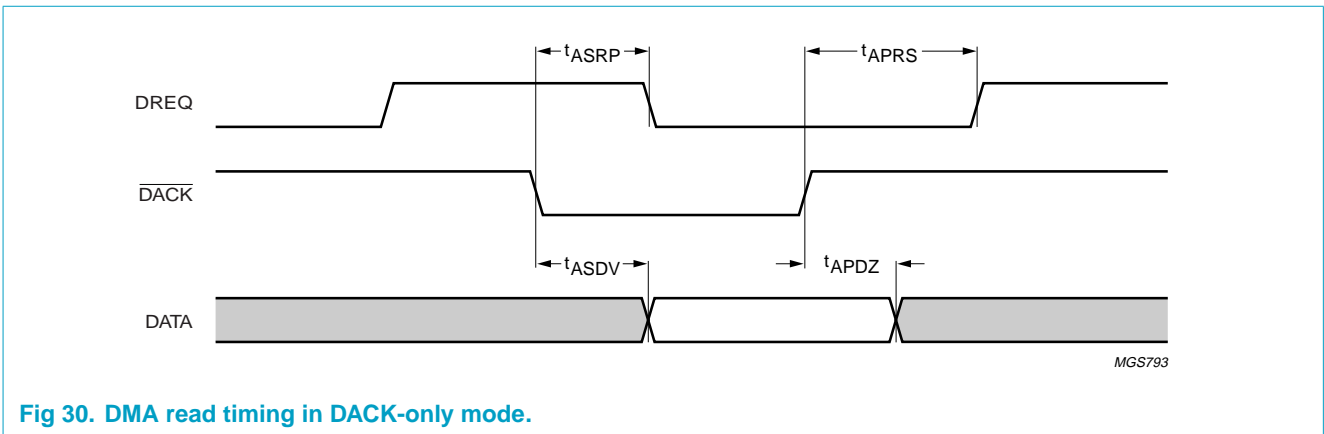 tASRP
tAPRS
DREQ
DACK
tASDV
tAPDZ
DATA
MGS793
Fig 30. DMA read timing in DACK-only mode.